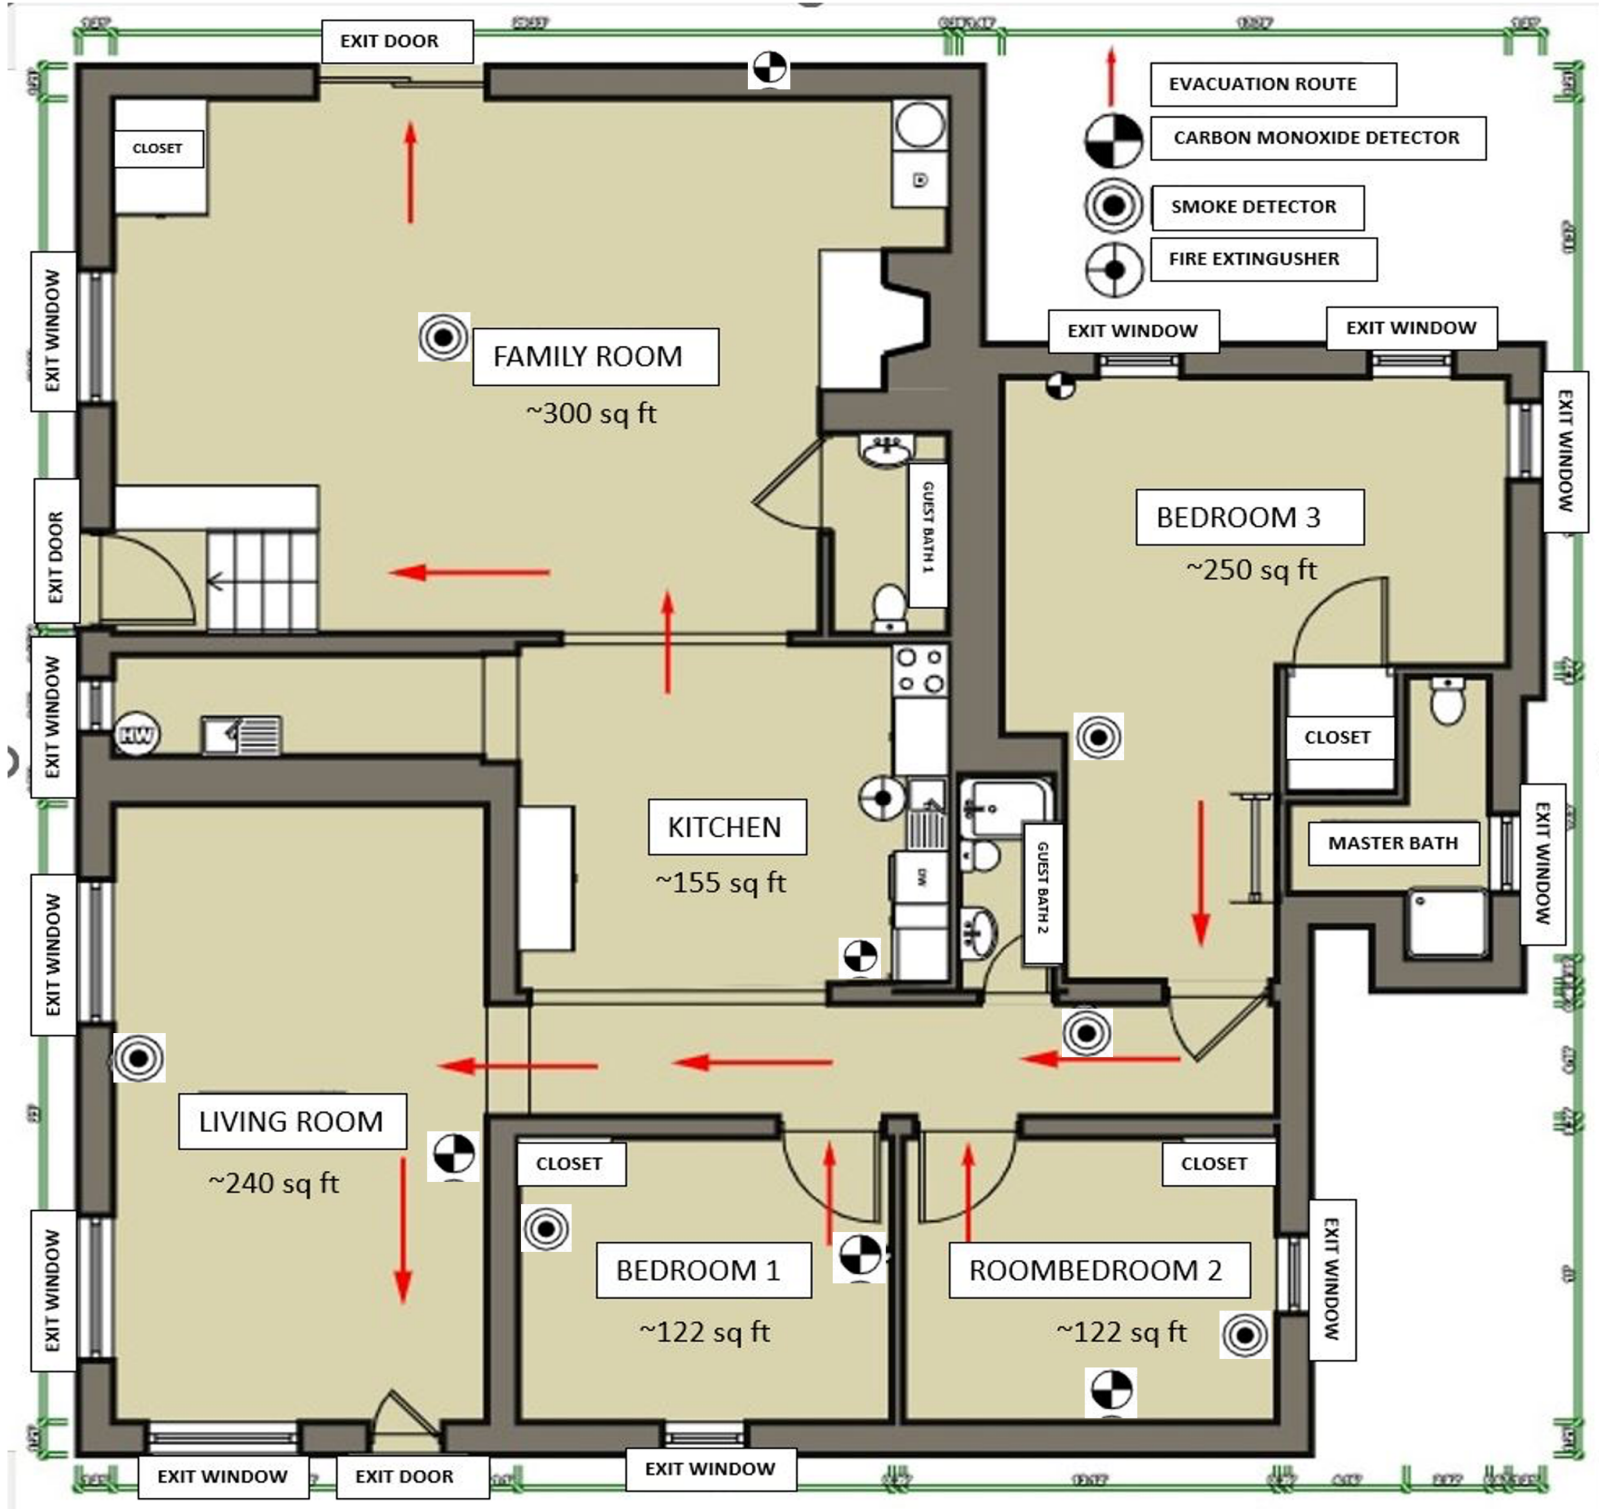 EXIT DOOR
EVACUATION ROUTE
CARBON MONOXIDE DETECTOR
SMOKE DETECTOR
FIRE EXTINGUSHER
CLOSET
D
EXIT WINDOW
EXIT WINDOW
EXIT WINDOW
FAMILY ROOM
~300 sq ft
EXIT WINDOW
GUEST BATH 1
EXIT DOOR
BEDROOM 3
~250 sq ft
EXIT WINDOW
HW
CLOSET
KITCHEN
~155 sq ft
DW
GUEST BATH 2
MASTER BATH
EXIT WINDOW
EXIT WINDOW
LIVING ROOM
~240 sq ft
CLOSET
CLOSET
EXIT WINDOW
BEDROOM 1
~122 sq ft
ROOMBEDROOM 2
~122 sq ft
EXIT WINDOW
EXIT WINDOW
EXIT DOOR
EXIT WINDOW